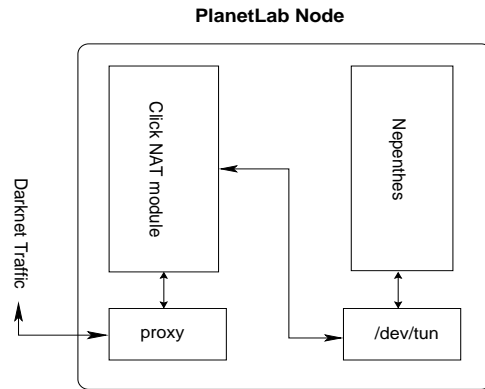 PlanetLab Node
Darknet Traffic
Click NAT module
Nepenthes
proxy
/dev/tun